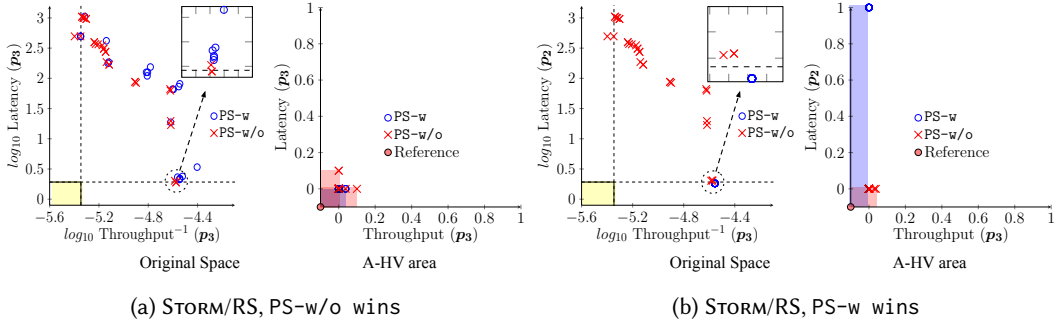 3
2.5
2
1.5
1
0.5
0
log10 Latency (p3)
−5.6
−5.2
−4.8
−4.4
log10 Throughput−1 (p3)
PS-w
PS-w/o
Original Space
1
0.8
0.6
0.4
0.2
0
Latency (p3)
0
0.2
0.4
0.6
0.8
1
Throughput (p3)
PS-w
PS-w/o
Reference
A-HV area
(a) STORM/RS, PS-w/o wins
3
2.5
2
1.5
1
0.5
0
log10 Latency (p2)
−5.6
−5.2
−4.8
−4.4
log10 Throughput−1 (p3)
PS-w
PS-w/o
Original Space
1
0.8
0.6
0.4
0.2
0
Latency (p2)
0
0.2
0.4
0.6
0.8
1
Throughput (p3)
PS-w
PS-w/o
Reference
A-HV area
(b) STORM/RS, PS-w wins